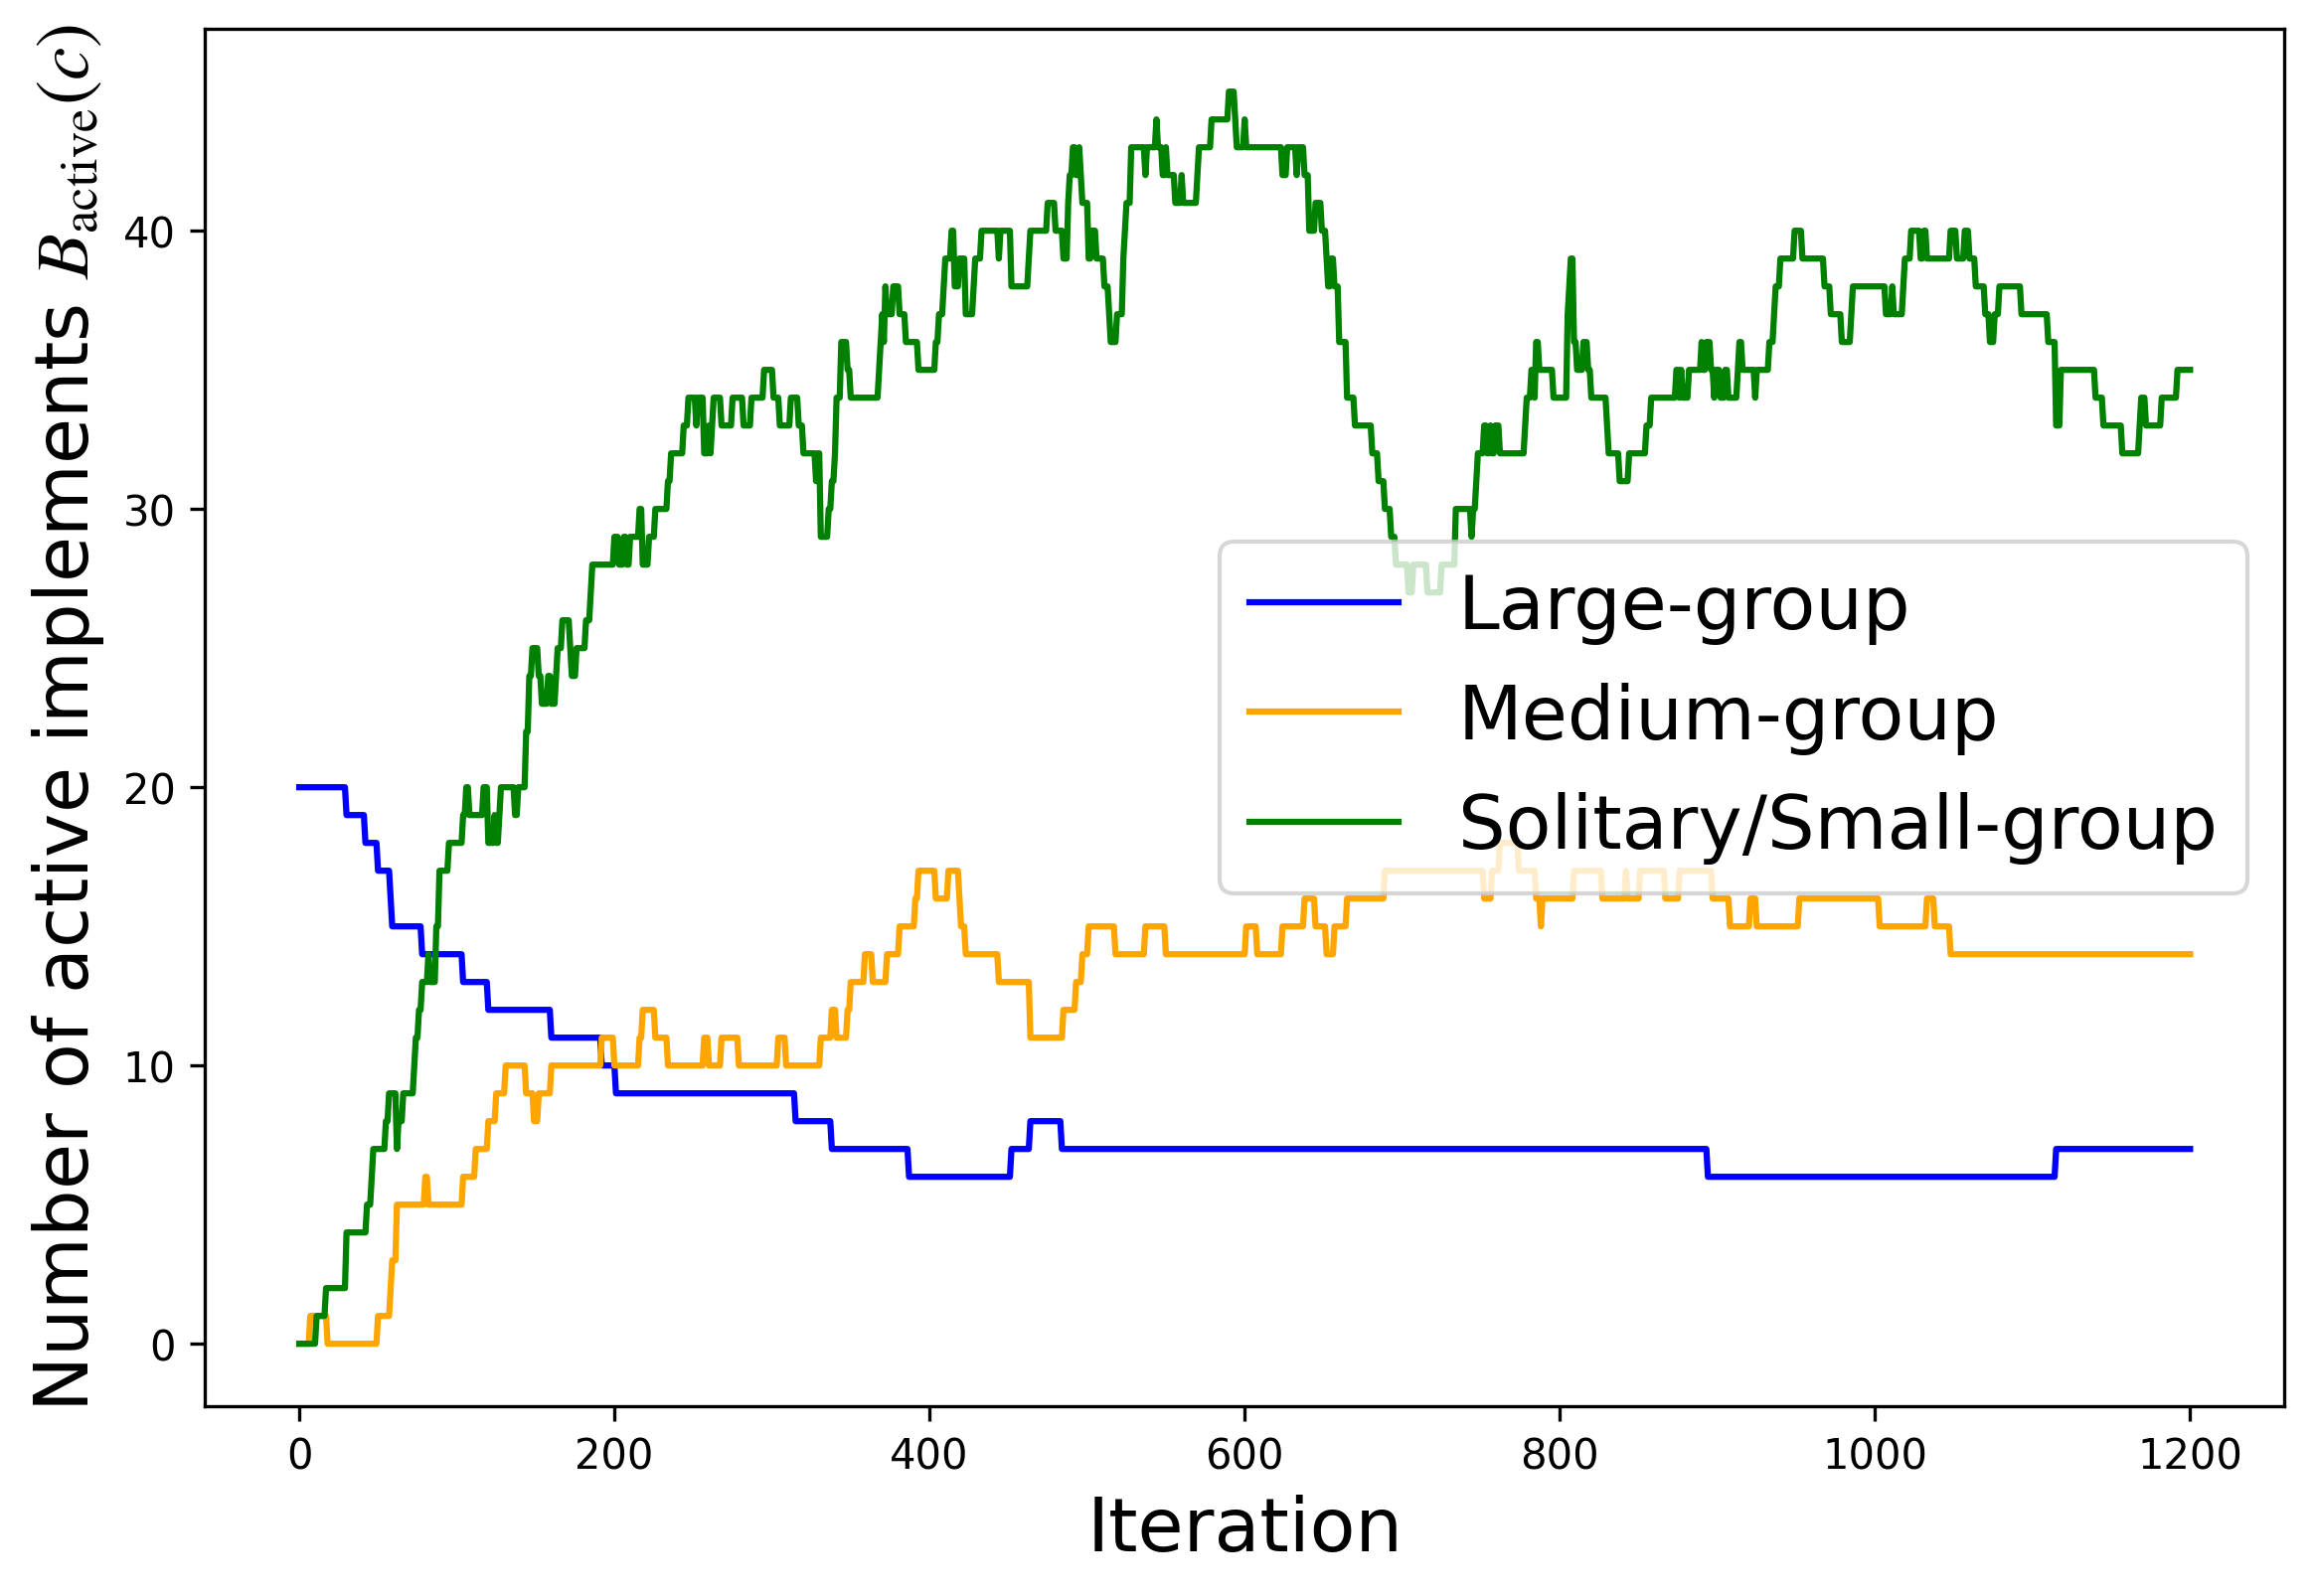 Number of active implements B_active(c)
40
30
20
10
0
Large-group
Medium-group
Solitary/Small-group
0 200 400 600 800 1000 1200
Iteration